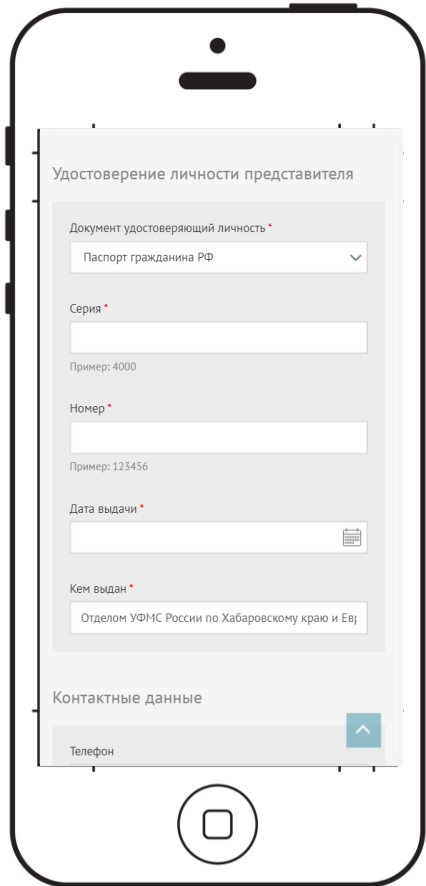 Удостоверение личности представителя
Документ удостоверяющий личность *
Паспорт гражданина РФ
Серия *
Пример: 4000
Номер *
Пример: 123456
Дата выдачи *
Кем выдан *
Отделом УФМС России по Хабаровскому краю и
Контактные данные
Телефон